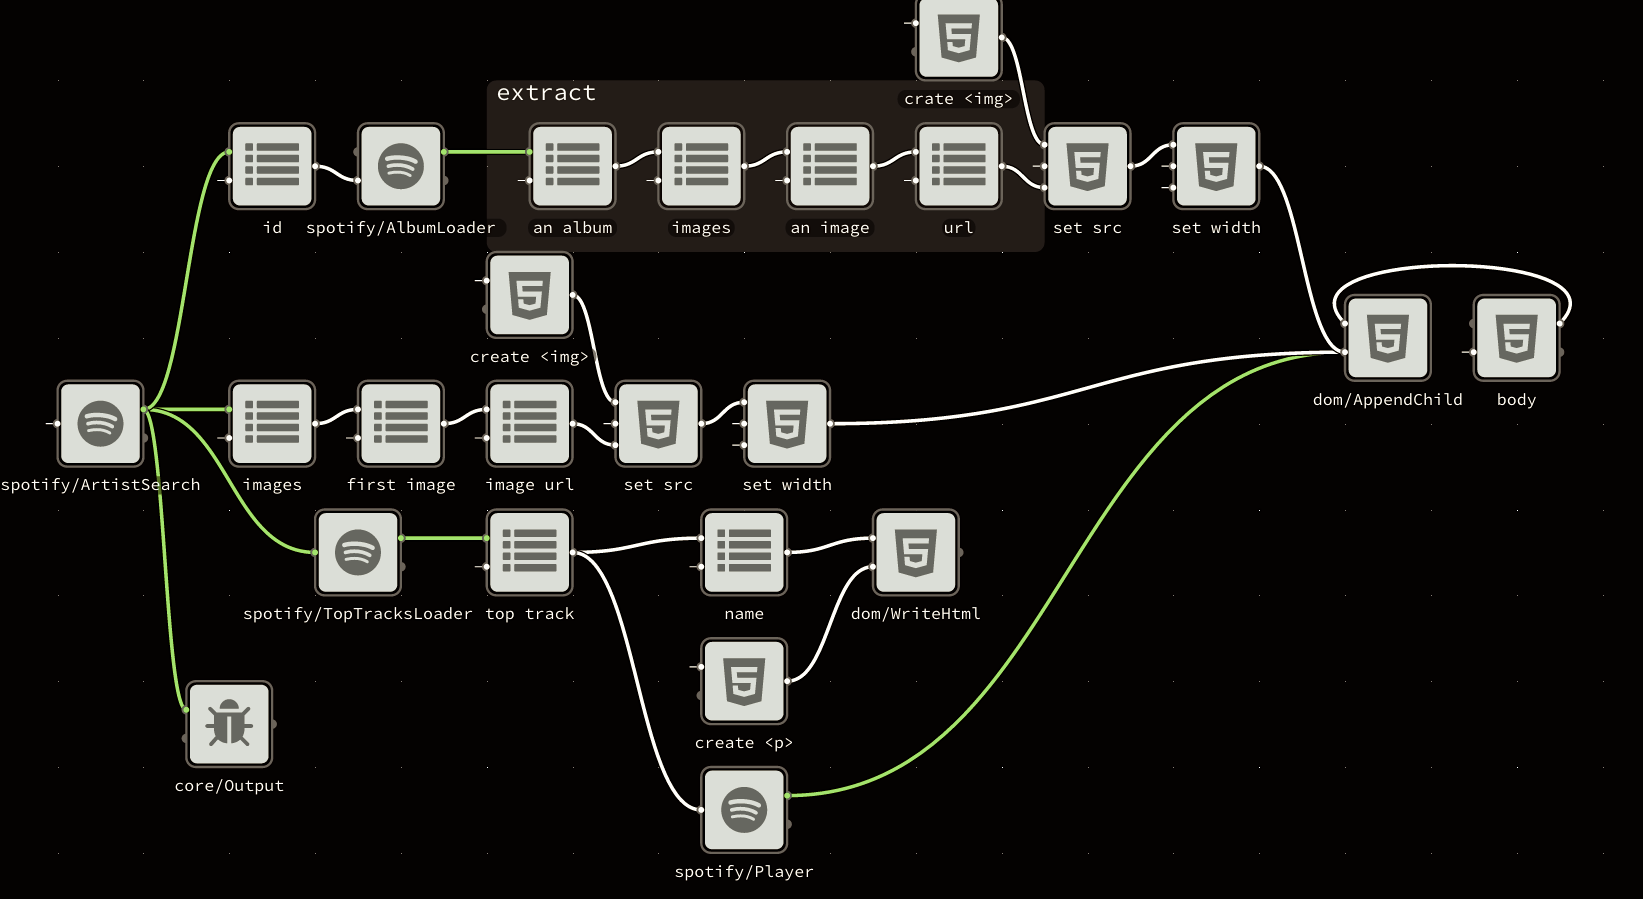 extract
crate <img>
id
spotify/AlbumLoader
an album
images
an image
url
set src
set width
create <img>
dom/AppendChild
body
spotify/ArtistSearch
images
first image
image url
set src
set width
spotify/TopTracksLoader
top track
name
dom/WriteHtml
create <p>
core/Output
spotify/Player